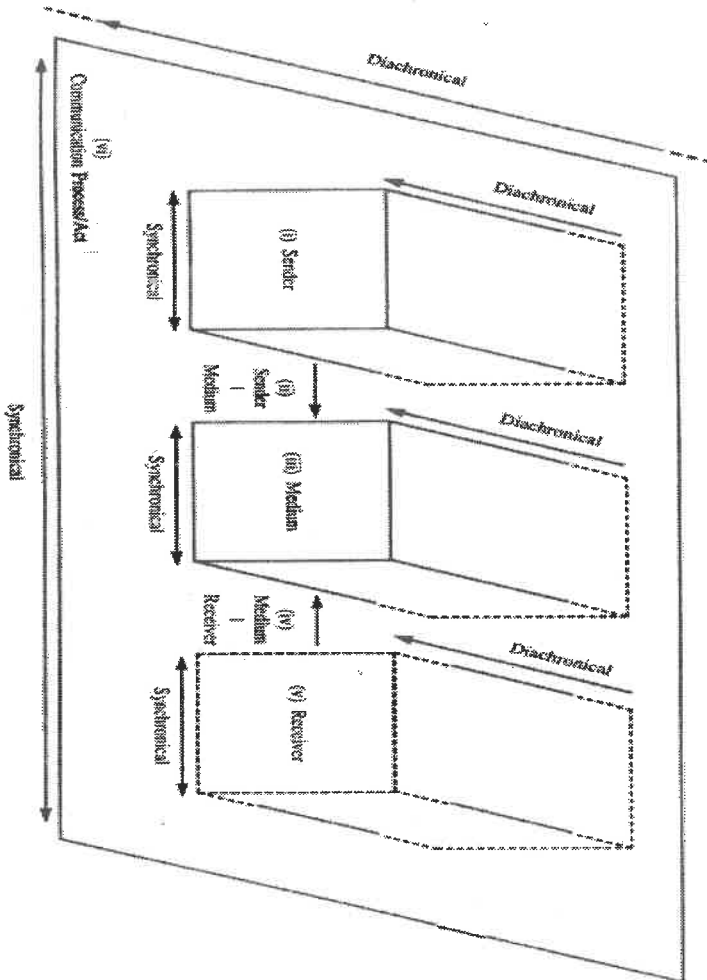 Diachronical
Diachronical
(i) Sender
Synchronical
(ii)
Sender
|
Medium
Diachronical
(iii) Medium
Synchronical
(iv)
Medium
|
Receiver
Diachronical
(v) Receiver
Synchronical
(vi)
Communication Process/Act
Synchronical